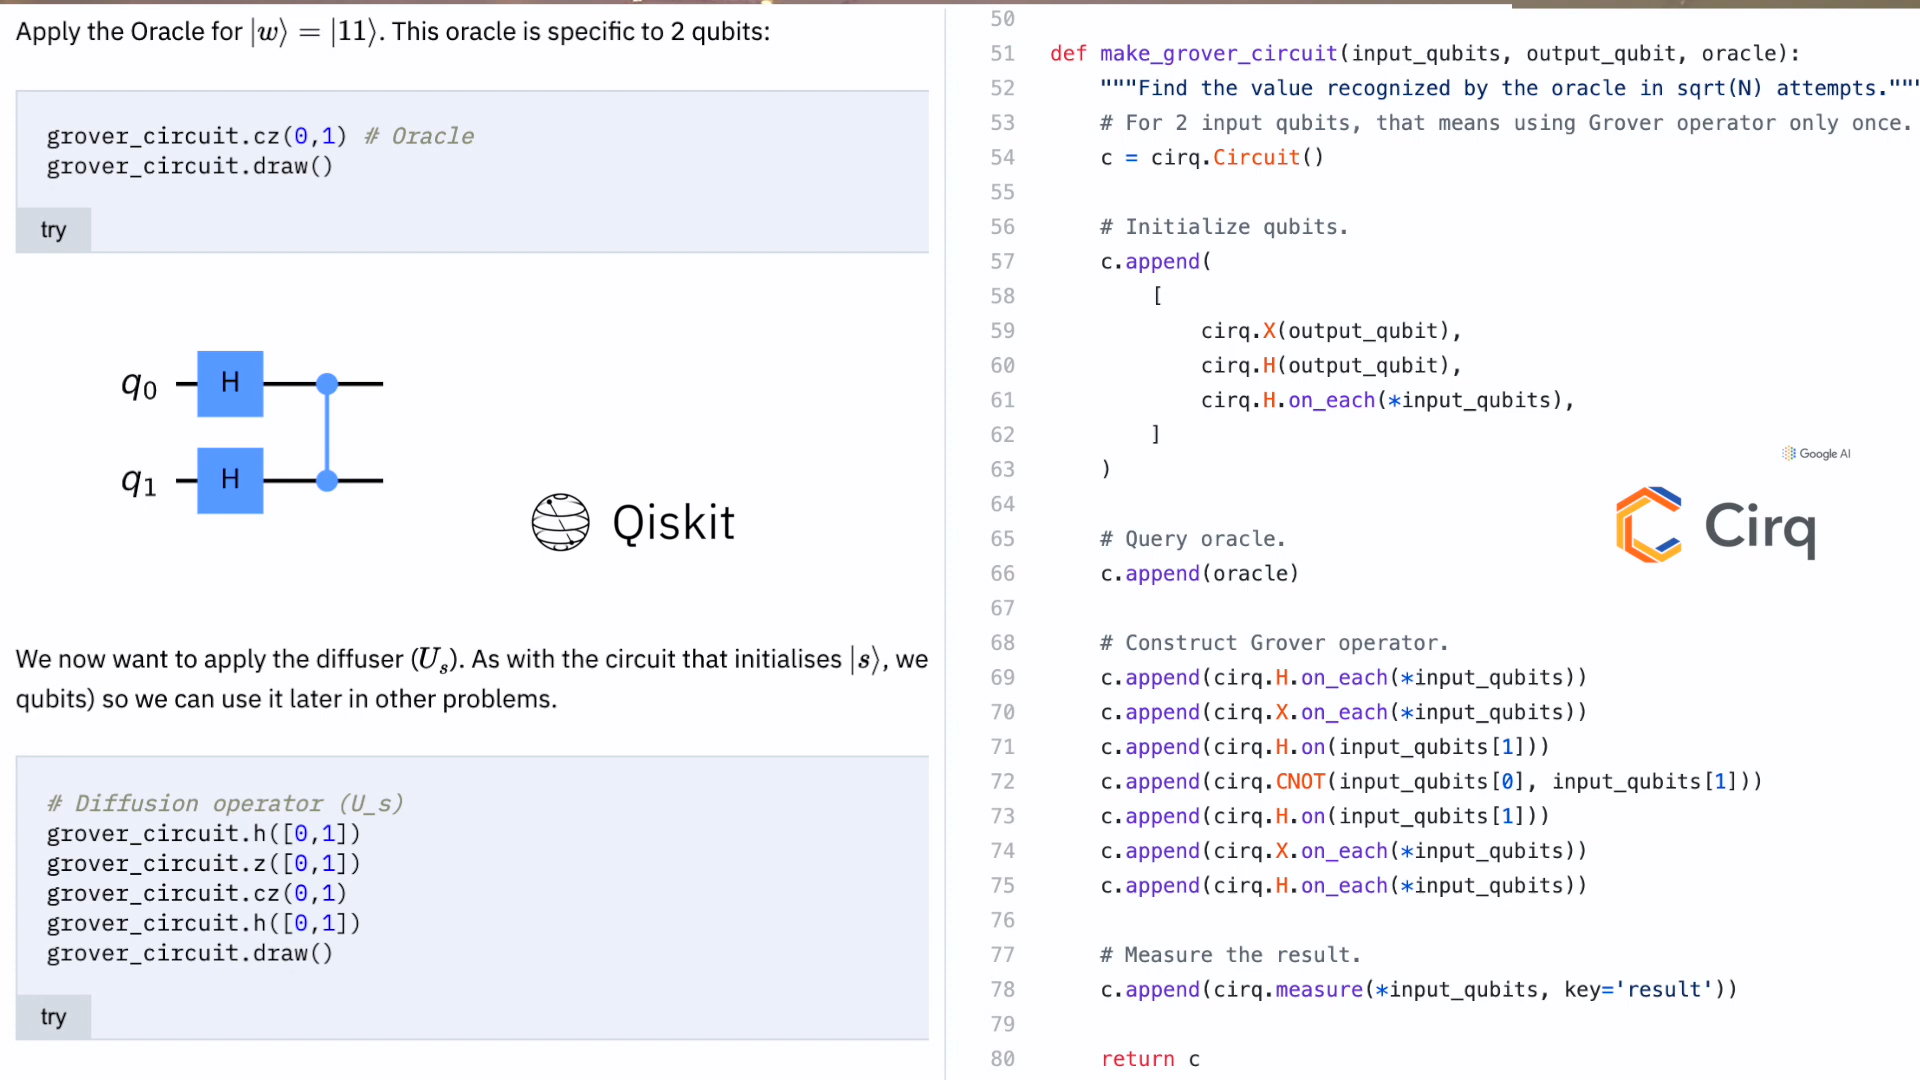 Apply the Oracle for |w⟩ = |11⟩. This oracle is specific to 2 qubits:
grover_circuit.cz(0,1) # Oracle
grover_circuit.draw()
try
q0 H
q1 H
Qiskit
We now want to apply the diffuser (U_s). As with the circuit that initialises |s⟩, we
qubits) so we can use it later in other problems.
# Diffusion operator (U_s)
grover_circuit.h([0,1])
grover_circuit.z([0,1])
grover_circuit.cz(0,1)
grover_circuit.h([0,1])
grover_circuit.draw()
try
50
51 def make_grover_circuit(input_qubits, output_qubit, oracle):
52     """Find the value recognized by the oracle in sqrt(N) attempts."""
53     # For 2 input qubits, that means using Grover operator only once.
54     c = cirq.Circuit()
55
56     # Initialize qubits.
57     c.append(
58         [
59             cirq.X(output_qubit),
60             cirq.H(output_qubit),
61             cirq.H.on_each(*input_qubits),
62         ]
63     )
64
65     # Query oracle.
66     c.append(oracle)
67
68     # Construct Grover operator.
69     c.append(cirq.H.on_each(*input_qubits))
70     c.append(cirq.X.on_each(*input_qubits))
71     c.append(cirq.H.on(input_qubits[1]))
72     c.append(cirq.CNOT(input_qubits[0], input_qubits[1]))
73     c.append(cirq.H.on(input_qubits[1]))
74     c.append(cirq.X.on_each(*input_qubits))
75     c.append(cirq.H.on_each(*input_qubits))
76
77     # Measure the result.
78     c.append(cirq.measure(*input_qubits, key='result'))
79
80     return c
Google AI
Cirq